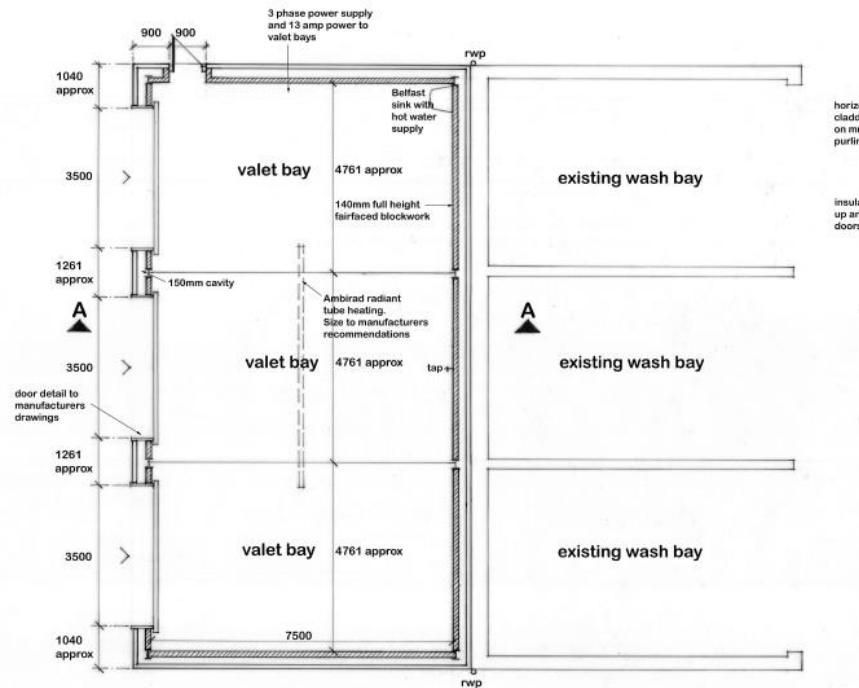 3 phase power supply
and 13 amp power to
valet bays
900
900
rwp
1040
approx
Belfast
sink with
hot water
supply
3500
valet bay
4761 approx
existing wash bay
140mm full height
fairfaced blockwork
1261
approx
150mm cavity
A
Ambirad radiant
tube heating.
Size to manufacturers
recommendations
A
3500
valet bay
4761 approx
tap
existing wash bay
door detail to
manufacturers
drawings
1261
approx
3500
valet bay
4761 approx
existing wash bay
1040
approx
7500
rwp
on
up
doors